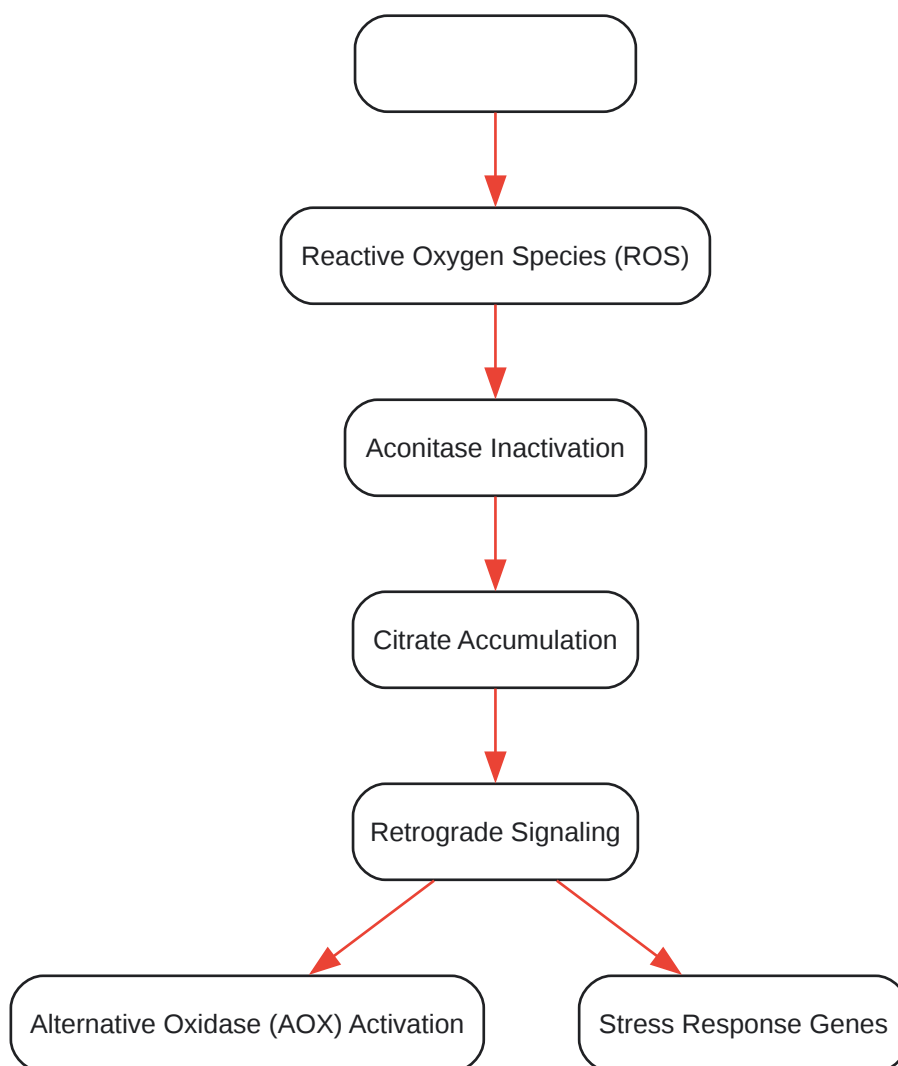 Reactive Oxygen Species (ROS)
Aconitase Inactivation
Citrate Accumulation
Retrograde Signaling
Alternative Oxidase (AOX) Activation
Stress Response Genes